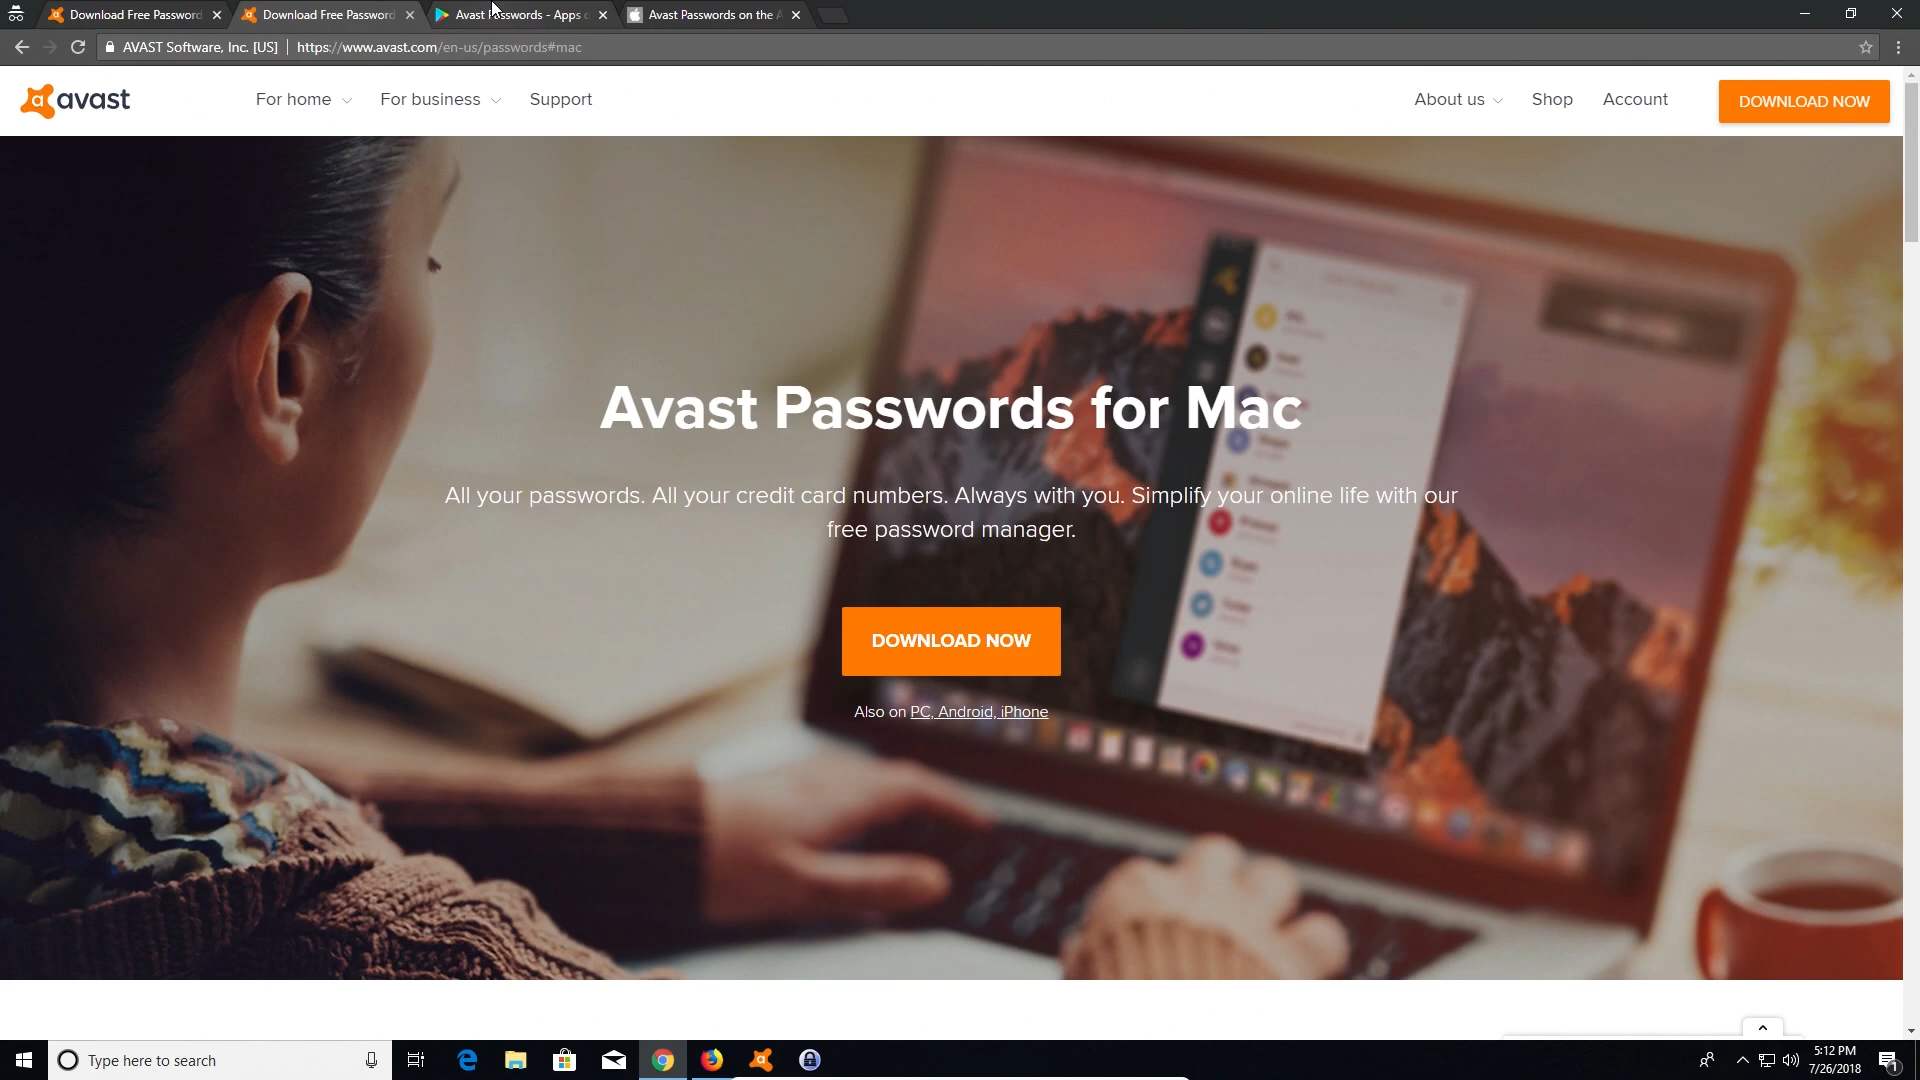 Download Free Password
Download Free Password
Avast Passwords - Apps
Avast Passwords on the A
AVAST Software, Inc. [US]
https://www.avast.com/en-us/passwords#mac
avast
For home
For business
Support
About us
Shop
Account
DOWNLOAD NOW
Avast Passwords for Mac
All your passwords. All your credit card numbers. Always with you. Simplify your online life with our
free password manager.
DOWNLOAD NOW
Also on PC, Android, iPhone
Type here to search
5:12 PM
7/26/2018
1